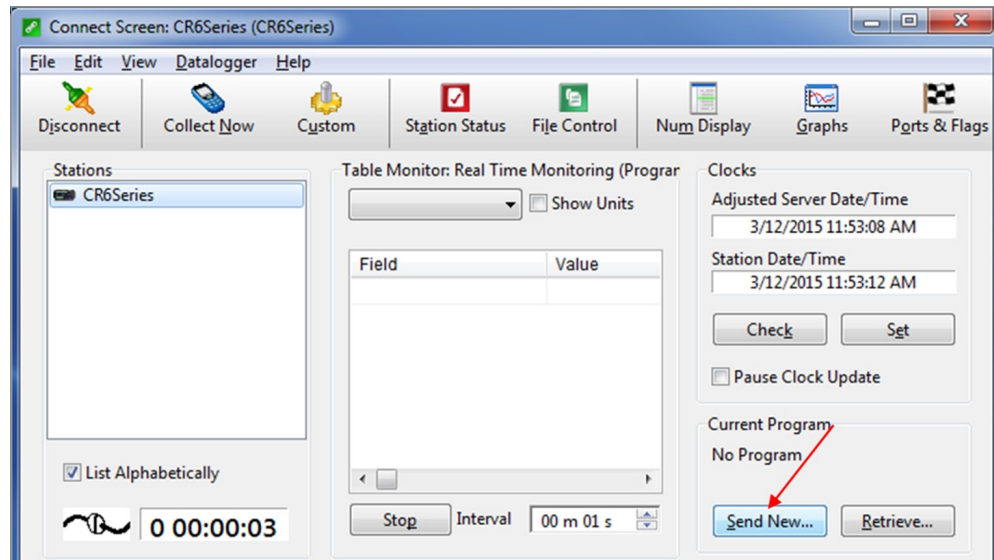 Connect Screen: CR6Series (CR6Series)
File Edit View Datalogger Help
Disconnect Collect Now Custom Station Status File Control Num Display Graphs Ports & Flags
Stations
CR6Series
List Alphabetically
0 00:00:03
Table Monitor: Real Time Monitoring (Progran
Show Units
Field Value
Stop Interval 00 m 01 s
Clocks
Adjusted Server Date/Time
3/12/2015 11:53:08 AM
Station Date/Time
3/12/2015 11:53:12 AM
Check Set
Pause Clock Update
Current Program
No Program
Send New... Retrieve...